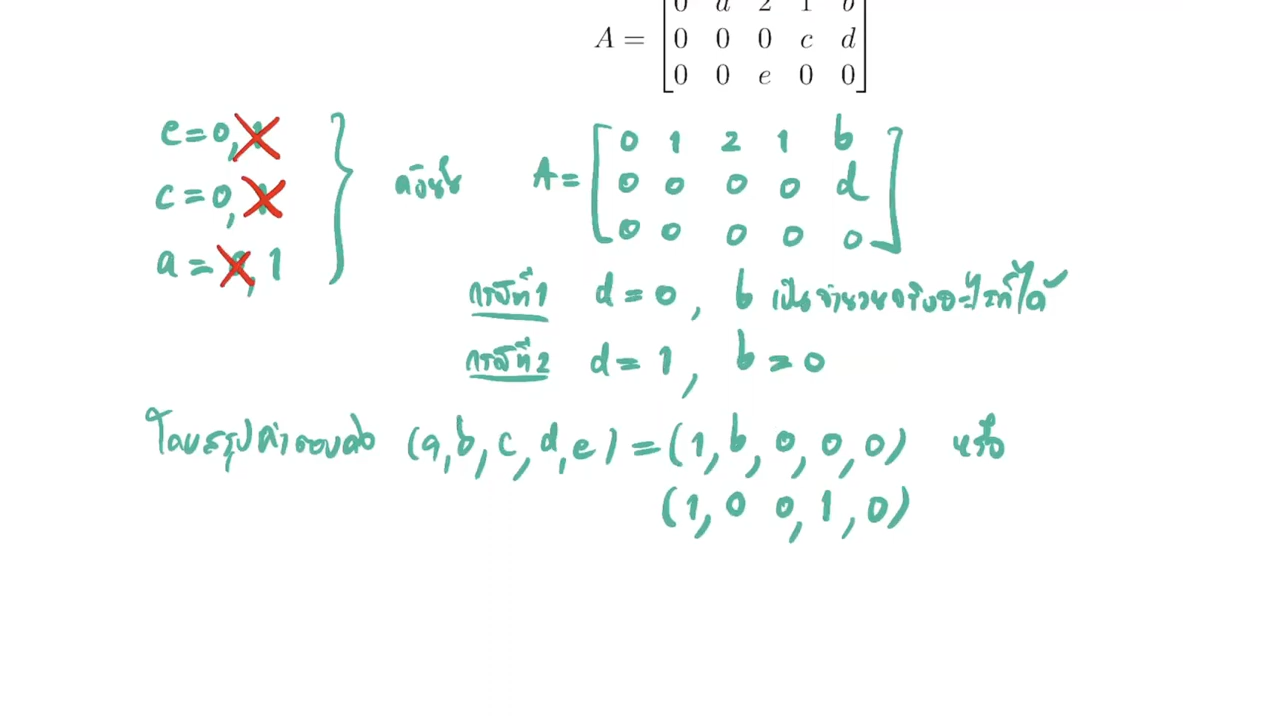 0 a 2 1 b
A = 0 0 0 c d
0 0 e 0 0
e = 0, 1
c = 0, 1
a = 0, 1
ดังนั้น A = 0 1 2 1 b
0 0 0 0 d
0 0 0 0 0
กรณีที่ 1 d = 0, b เป็นจำนวนจริงอะไรก็ได้
กรณีที่ 2 d = 1, b = 0
โดยสรุปคำตอบคือ (a, b, c, d, e) = (1, b, 0, 0, 0) หรือ
(1, 0 0, 1, 0)